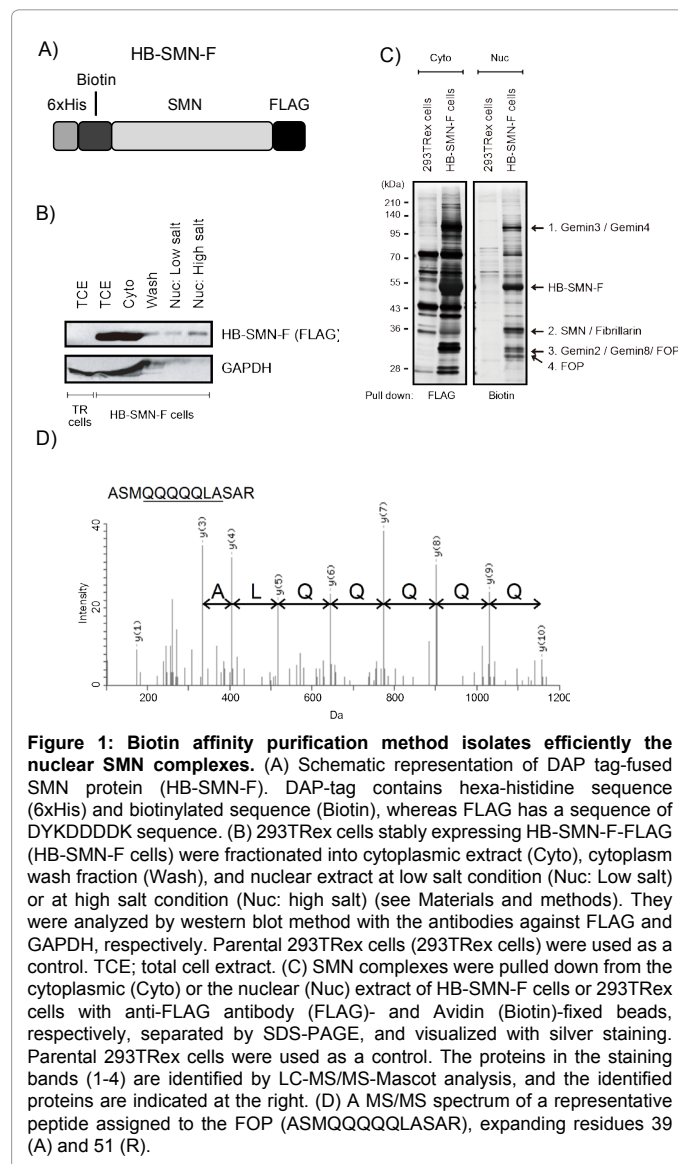 A)
HB-SMN-F
Biotin
6xHis
SMN
FLAG
B)
TCE
TCE
Cyto
Wash
Nuc: Low salt
Nuc: High salt
HB-SMN-F (FLAG)
GAPDH
TR
cells
HB-SMN-F cells
C)
Cyto
Nuc
293TRex cells
HB-SMN-F cells
293TRex cells
HB-SMN-F cells
(kDa)
210
140
95
70
55
43
36
28
1. Gemin3 / Gemin4
HB-SMN-F
2. SMN / Fibrillarin
3. Gemin2 / Gemin8/ FOP
4. FOP
Pull down: FLAG Biotin
D)
ASMQQQQQLASAR
40
20
0
Intensity
y(1)
y(3)
y(4)
y(5)
y(6)
y(7)
y(8)
y(9)
y(10)
A L Q Q Q Q Q
200 400 600 800 1000 1200
Da
Figure 1: Biotin affinity purification method isolates efficiently the
nuclear SMN complexes. (A) Schematic representation of DAP tag-fused
SMN protein (HB-SMN-F). DAP-tag contains hexa-histidine sequence
(6xHis) and biotinylated sequence (Biotin), whereas FLAG has a sequence of
DYKDDDDK sequence. (B) 293TRex cells stably expressing HB-SMN-F-FLAG
(HB-SMN-F cells) were fractionated into cytoplasmic extract (Cyto), cytoplasm
wash fraction (Wash), and nuclear extract at low salt condition (Nuc: Low salt)
or at high salt condition (Nuc: high salt) (see Materials and methods). They
were analyzed by western blot method with the antibodies against FLAG and
GAPDH, respectively. Parental 293TRex cells (293TRex cells) were used as a
control. TCE; total cell extract. (C) SMN complexes were pulled down from the
cytoplasmic (Cyto) or the nuclear (Nuc) extract of HB-SMN-F cells or 293TRex
cells with anti-FLAG antibody (FLAG)- and Avidin (Biotin)-fixed beads,
respectively, separated by SDS-PAGE, and visualized with silver staining.
Parental 293TRex cells were used as a control. The proteins in the staining
bands (1-4) are identified by LC-MS/MS-Mascot analysis, and the identified
proteins are indicated at the right. (D) A MS/MS spectrum of a representative
peptide assigned to the FOP (ASMQQQQQLASAR), expanding residues 39
(A) and 51 (R).